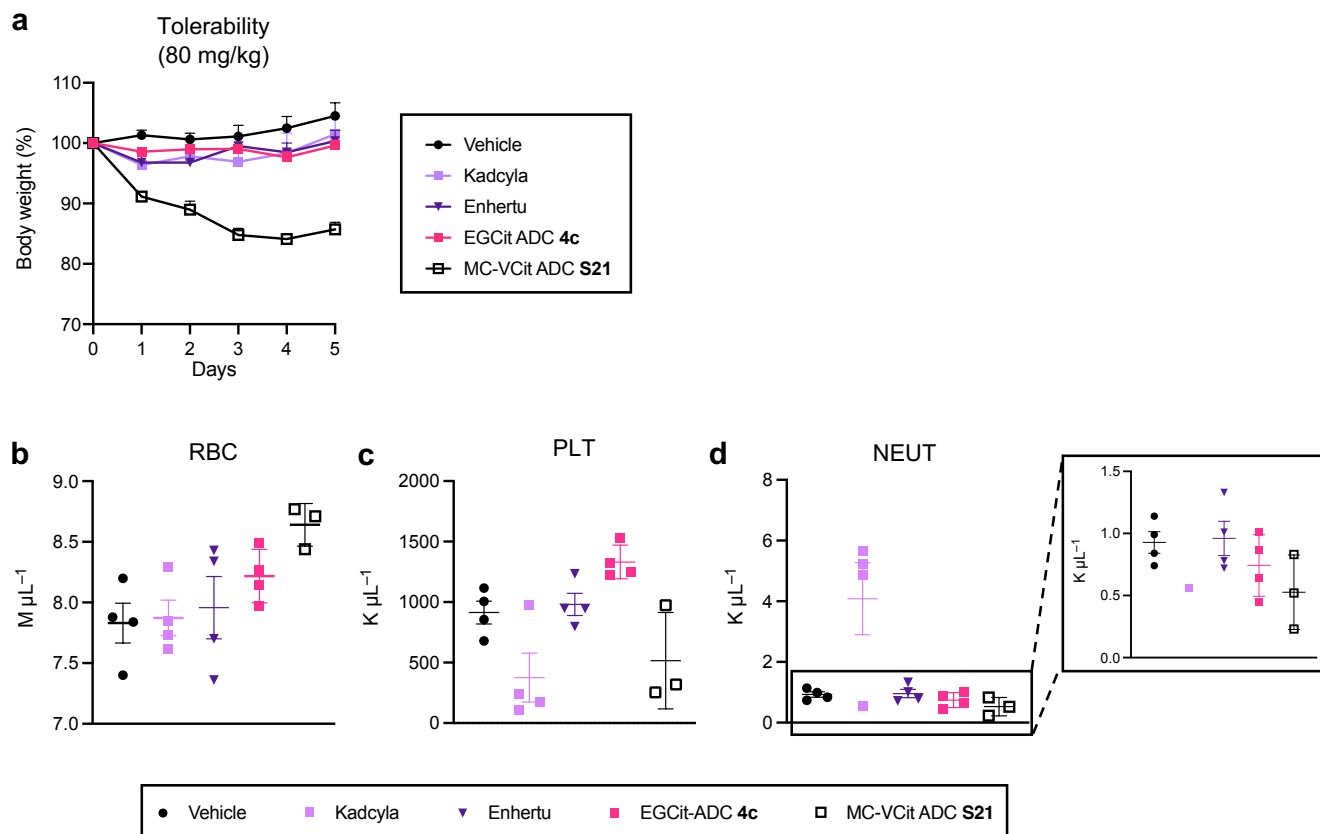 a
Tolerability
(80 mg/kg)
Body weight (%)
110
100
90
80
70
0 1 2 3 4 5
Days
Vehicle
Kadcyla
Enhertu
EGCit ADC 4c
MC-VCit ADC S21
b
RBC
M µL–1
9.0
8.5
8.0
7.5
7.0
c
PLT
K µL–1
2000
1500
1000
500
0
d
NEUT
K µL–1
8
6
4
2
0
K µL–1
1.5
1.0
0.5
0.0
Vehicle Kadcyla Enhertu EGCit-ADC 4c MC-VCit ADC S21